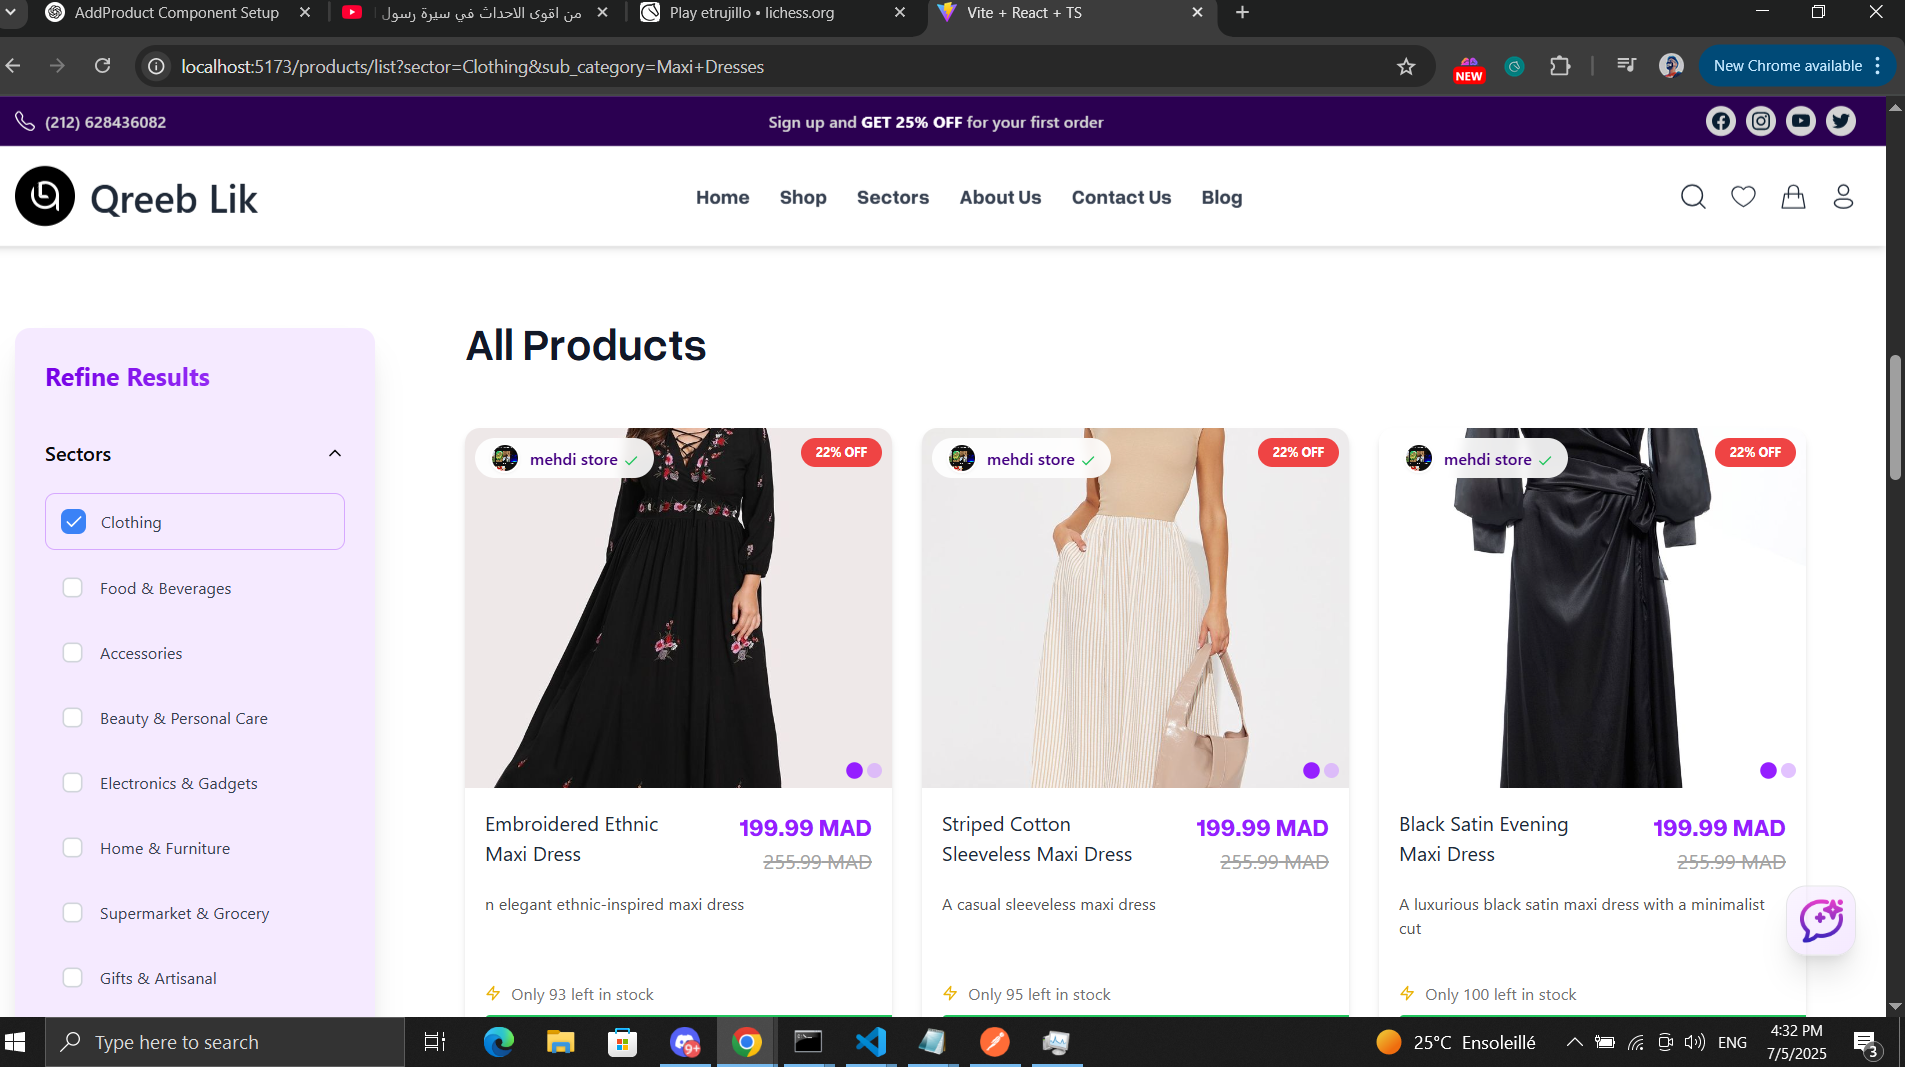 AddProduct Component Setup
من اقوى الاحداث في سيرة رسول
Play etrujillo • lichess.org
Vite + React + TS
localhost:5173/products/list?sector=Clothing&sub_category=Maxi+Dresses
NEW
New Chrome available
(212) 628436082
Sign up and GET 25% OFF for your first order
Qreeb Lik
Home
Shop
Sectors
About Us
Contact Us
Blog
All Products
Refine Results
Sectors
Clothing
Food & Beverages
Accessories
Beauty & Personal Care
Electronics & Gadgets
Home & Furniture
Supermarket & Grocery
Gifts & Artisanal
mehdi store
22% OFF
Embroidered Ethnic
Maxi Dress
199.99 MAD
255.99 MAD
n elegant ethnic-inspired maxi dress
Only 93 left in stock
mehdi store
22% OFF
Striped Cotton
Sleeveless Maxi Dress
199.99 MAD
255.99 MAD
A casual sleeveless maxi dress
Only 95 left in stock
mehdi store
22% OFF
Black Satin Evening
Maxi Dress
199.99 MAD
255.99 MAD
A luxurious black satin maxi dress with a minimalist
cut
Only 100 left in stock
Type here to search
9+
25°C Ensoleillé
ENG
4:32 PM
7/5/2025
3